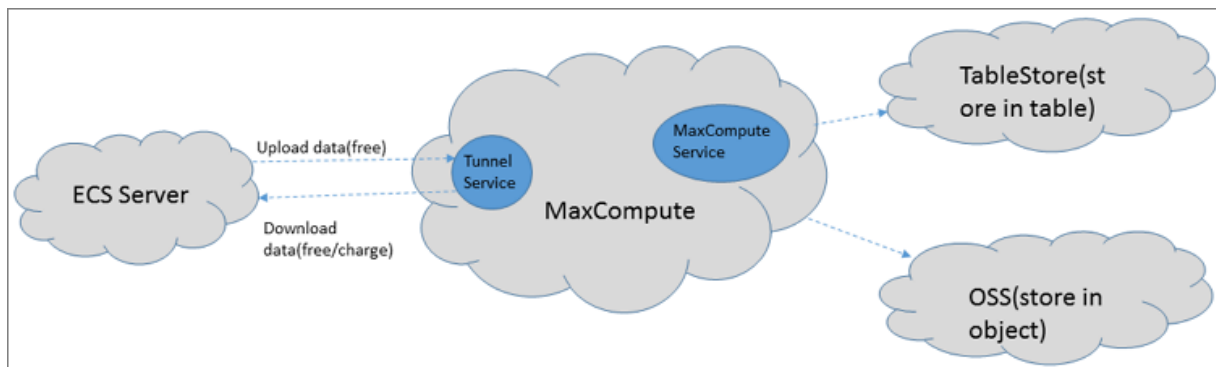 ECS Server
Upload data(free)
Download
data(free/charge)
Tunnel
Service
MaxCompute
MaxCompute
Service
TableStore(st
ore in table)
OSS(store in
object)